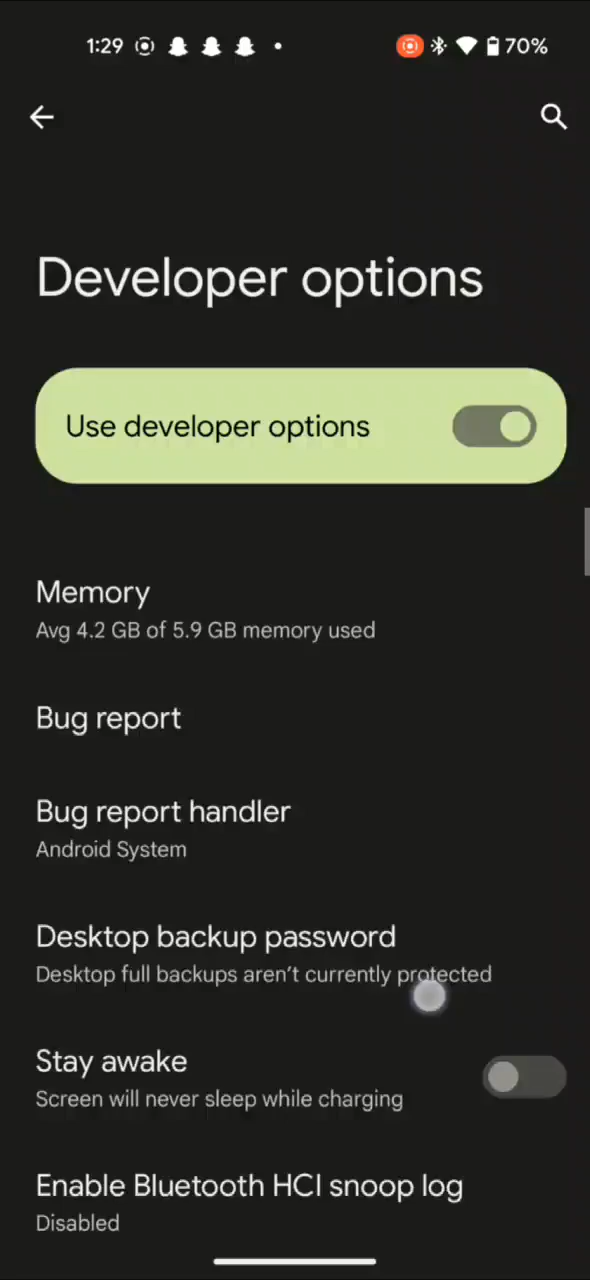 1:29 70%
Developer options
Use developer options
Memory
Avg 4.2 GB of 5.9 GB memory used
Bug report
Bug report handler
Android System
Desktop backup password
Desktop full backups aren't currently protected
Stay awake
Screen will never sleep while charging
Enable Bluetooth HCI snoop log
Disabled